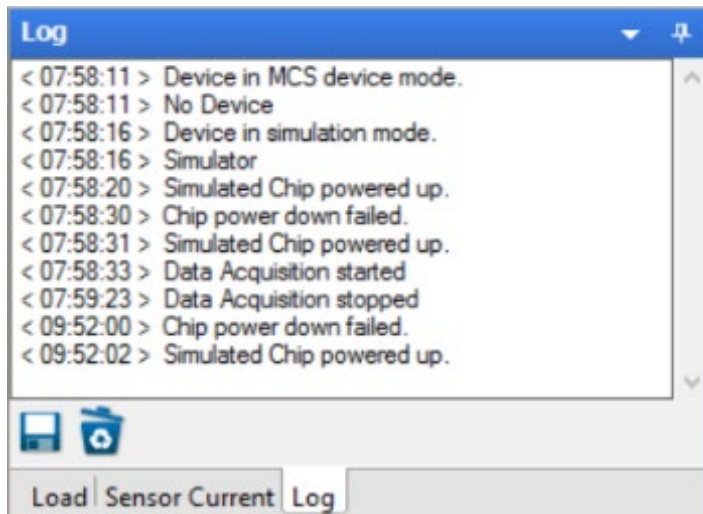 Log
< 07:58:11 > Device in MCS device mode.
< 07:58:11 > No Device
< 07:58:16 > Device in simulation mode.
< 07:58:16 > Simulator
< 07:58:20 > Simulated Chip powered up.
< 07:58:30 > Chip power down failed.
< 07:58:31 > Simulated Chip powered up.
< 07:58:33 > Data Acquisition started
< 07:59:23 > Data Acquisition stopped
< 09:52:00 > Chip power down failed.
< 09:52:02 > Simulated Chip powered up.
Load Sensor Current Log